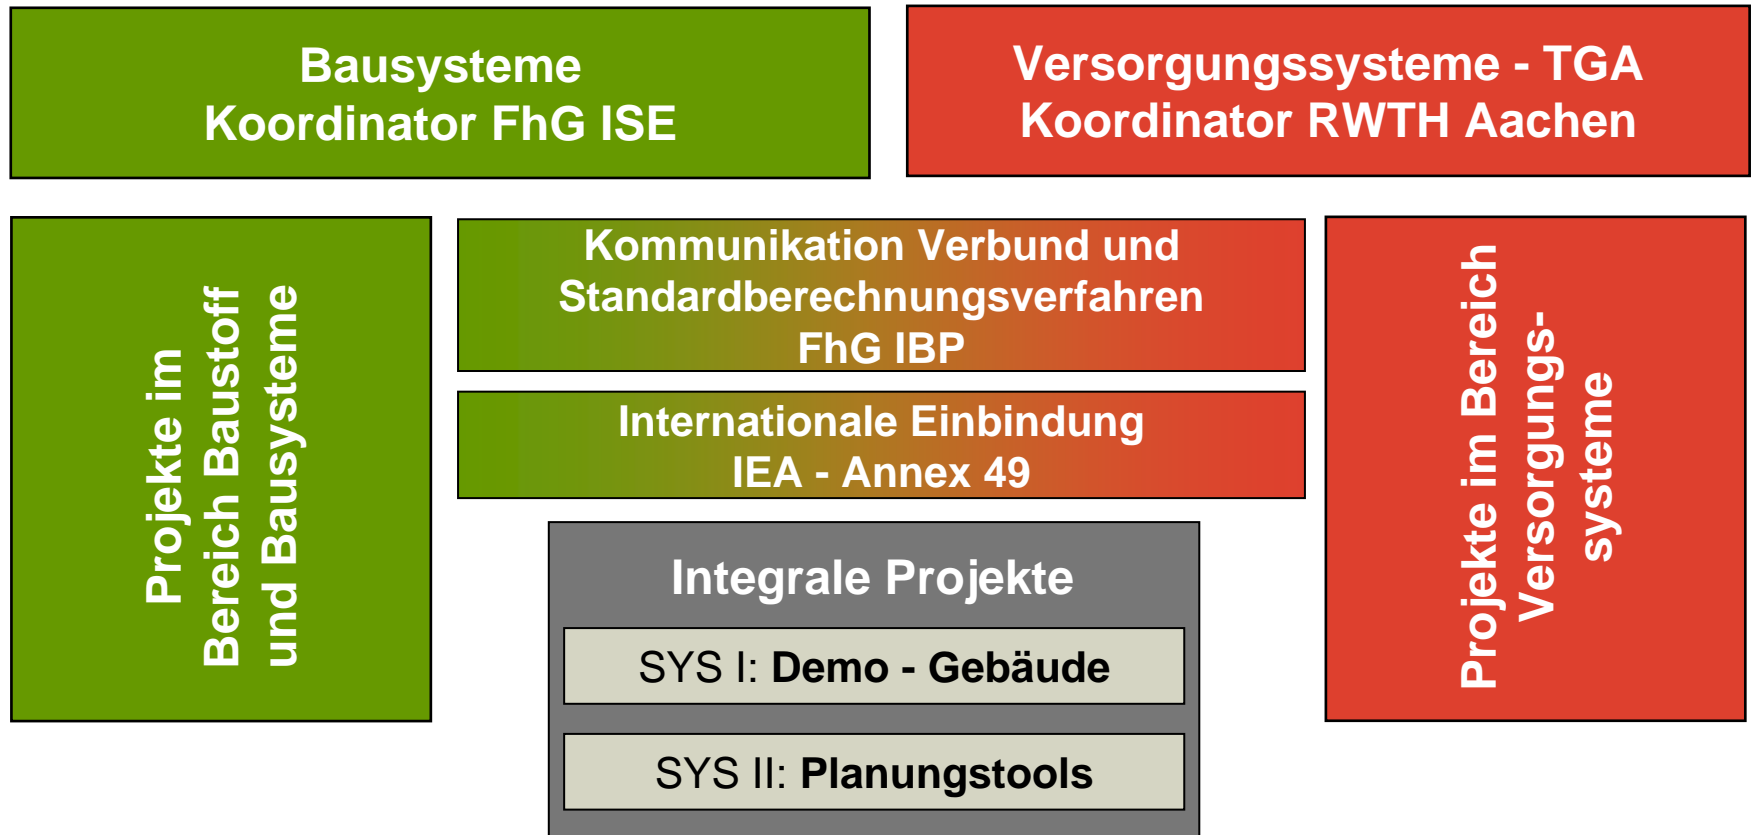 Bausysteme
Koordinator FhG ISE
Versorgungssysteme - TGA
Koordinator RWTH Aachen
Projekte im
Bereich Baustoff
und Bausysteme
Kommunikation Verbund und
Standardberechnungsverfahren
FhG IBP
Internationale Einbindung
IEA - Annex 49
Integrale Projekte
SYS I: Demo - Gebäude
SYS II: Planungstools
Projekte im Bereich
Versorgungs-
systeme